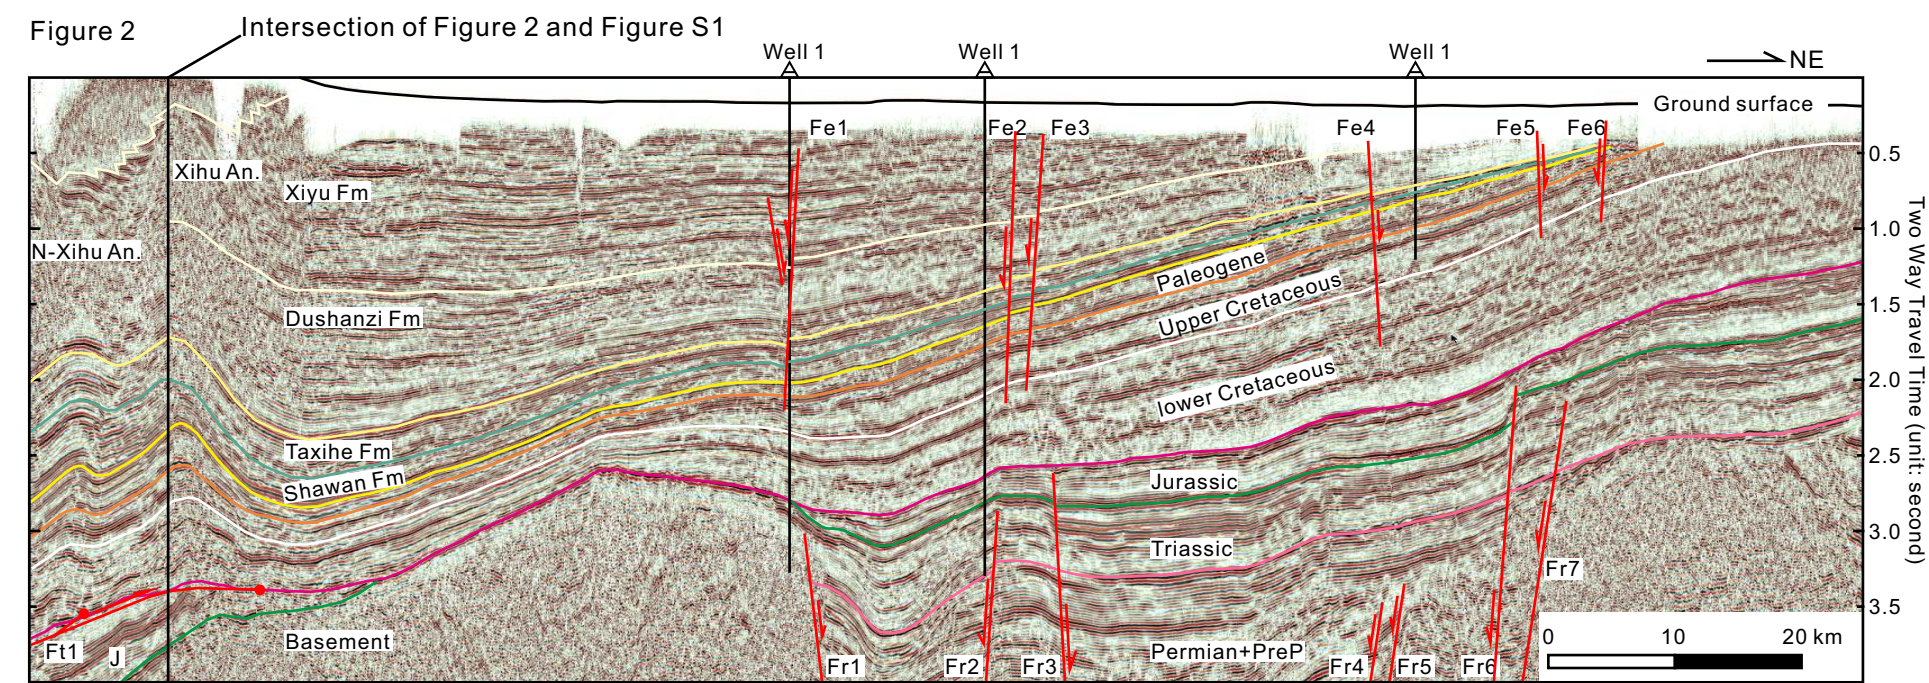 Figure 2
Intersection of Figure 2 and Figure S1
Well 1
Well 1
Well 1
NE
Ground surface
Fe1
Fe2
Fe3
Fe4
Fe5
Fe6
Xihu An.
Xiyu Fm
N-Xihu An.
Dushanzi Fm
Paleogene
Upper Cretaceous
lower Cretaceous
Taxihe Fm
Shawan Fm
Jurassic
Triassic
Basement
Permian+PreP
Ft1
J
Fr1
Fr2
Fr3
Fr4
Fr5
Fr6
Fr7
0.5
1.0
1.5
2.0
2.5
3.0
3.5
Two Way Travel Time (unit: second)
0
10
20 km